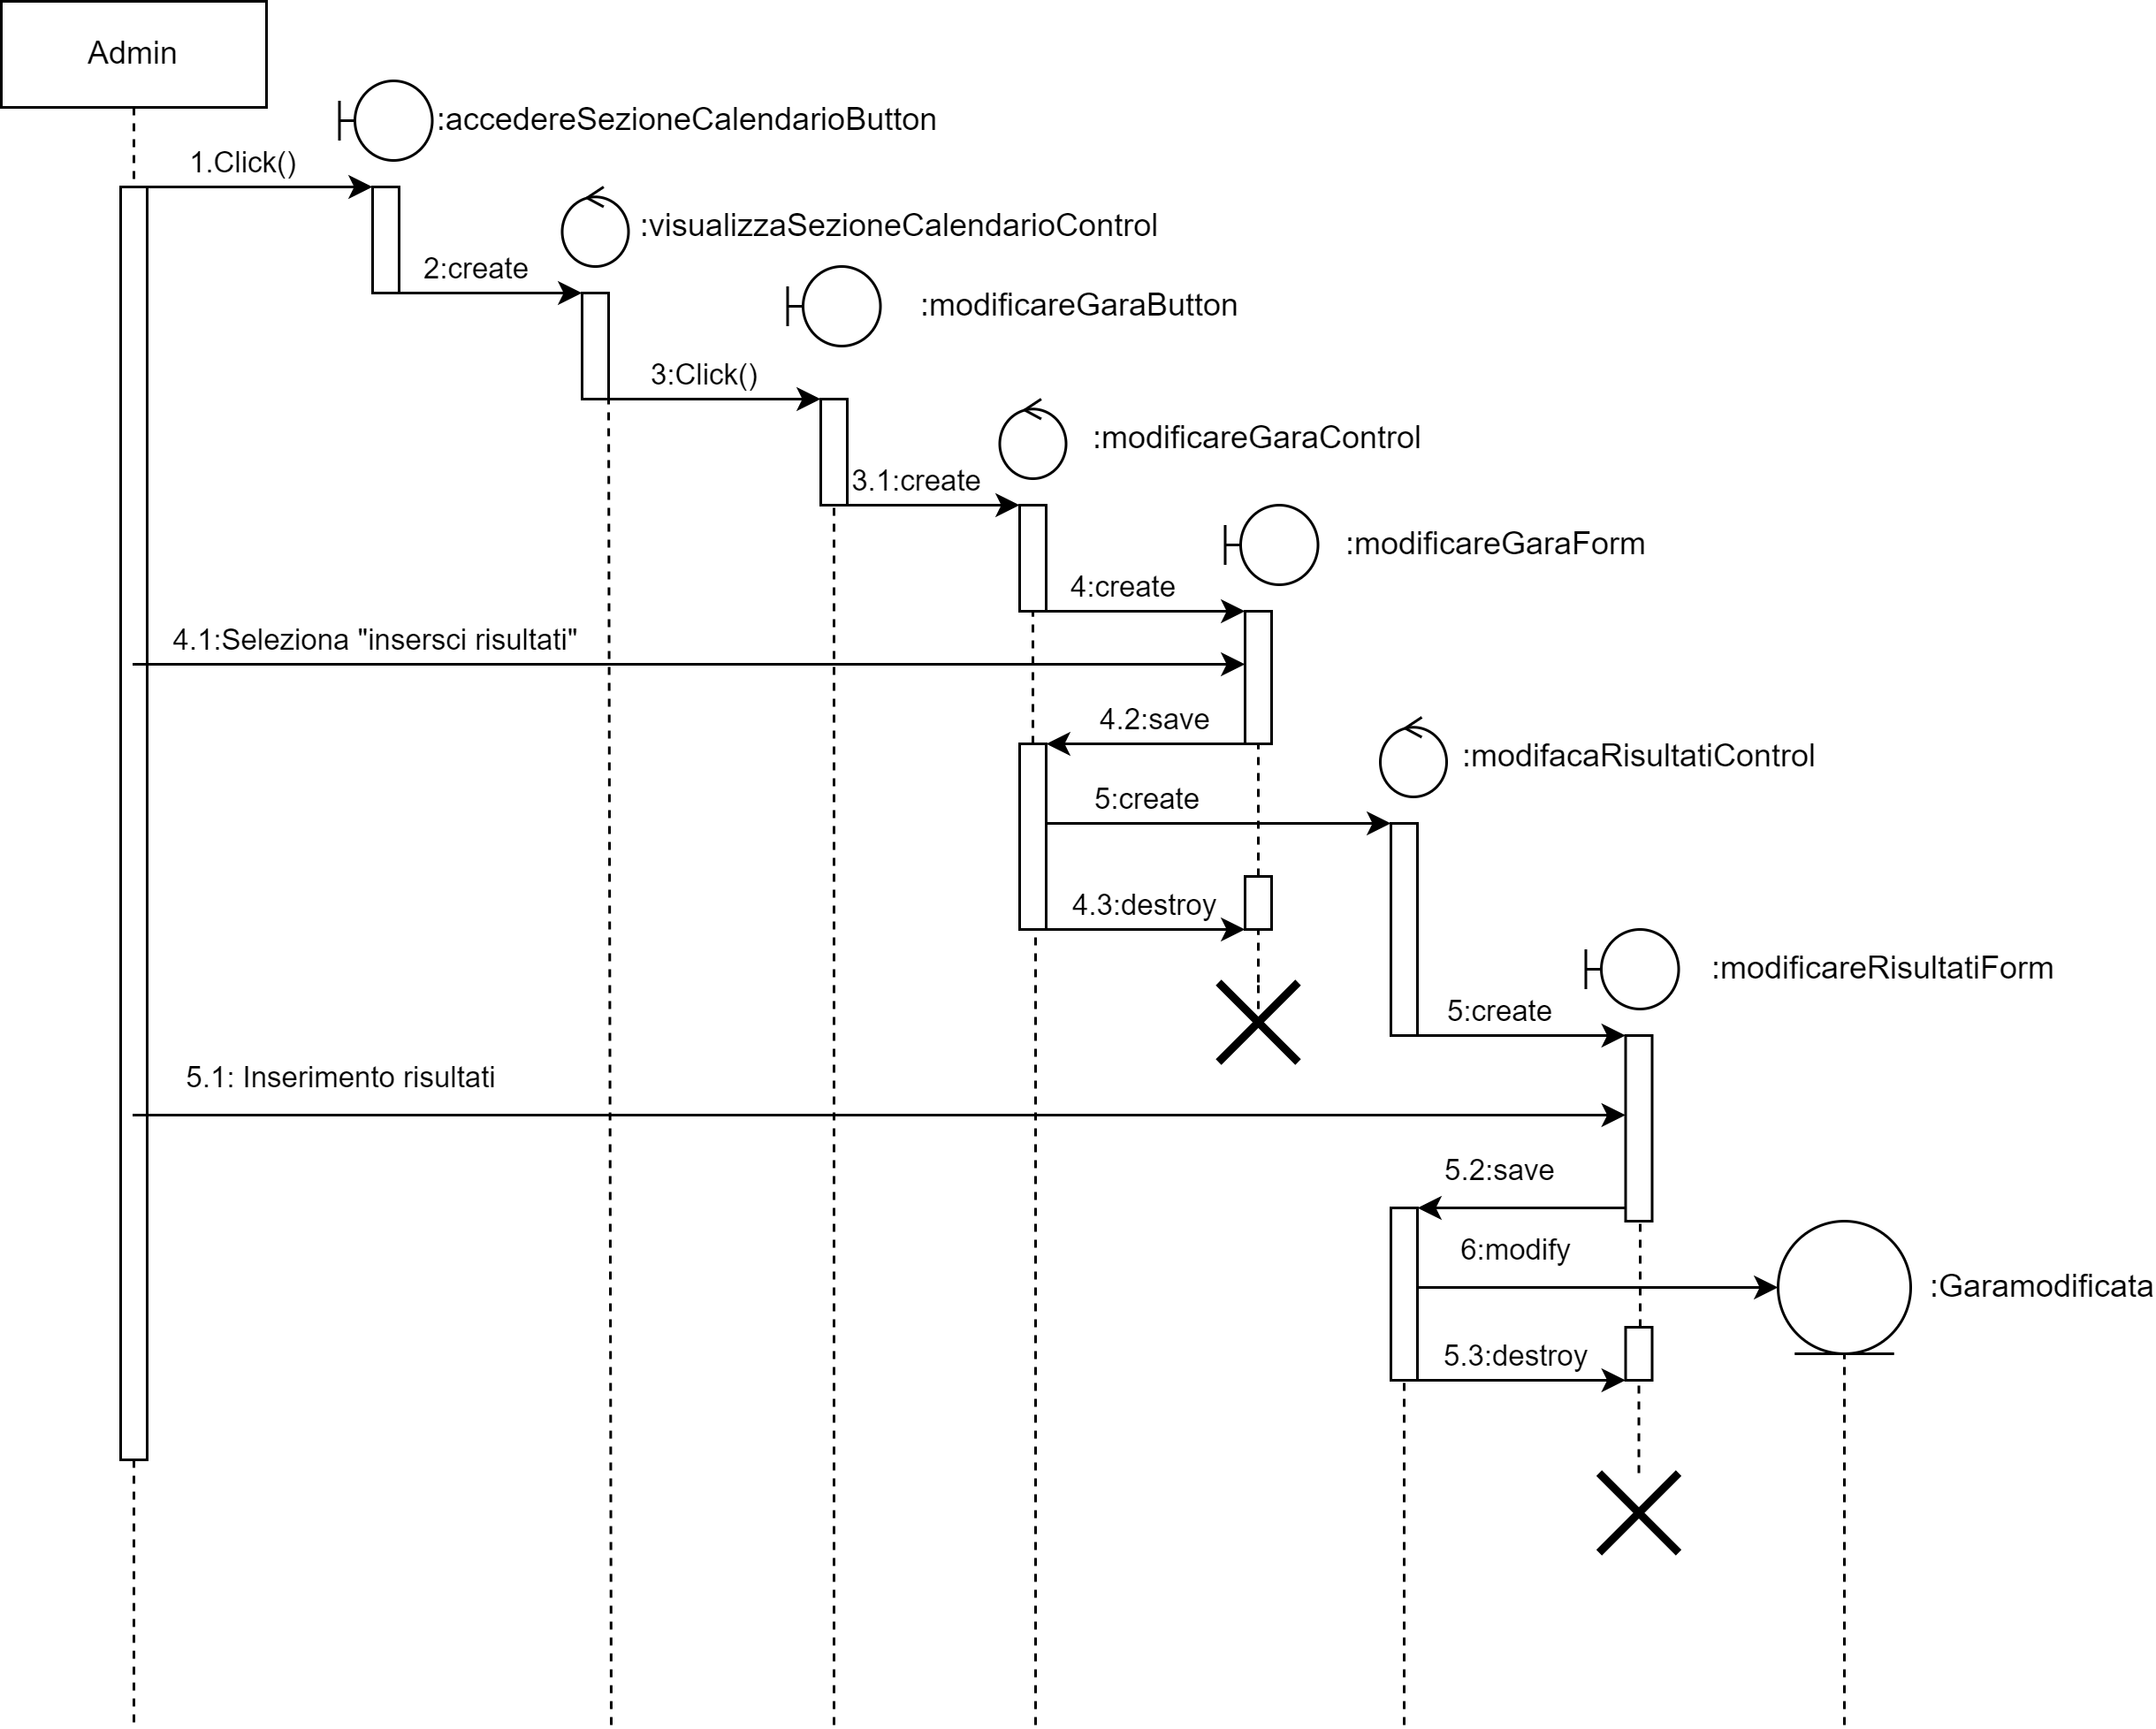 Admin
:accedereSezioneCalendarioButton
1.Click()
:visualizzaSezioneCalendarioControl
2:create
:modificareGaraButton
3:Click()
:modificareGaraControl
3.1:create
:modificareGaraForm
4:create
4.1:Seleziona "insersci risultati"
4.2:save
:modifacaRisultatiControl
5:create
4.3:destroy
:modificareRisultatiForm
5:create
5.1: Inserimento risultati
5.2:save
6:modify
:Garamodificata
5.3:destroy